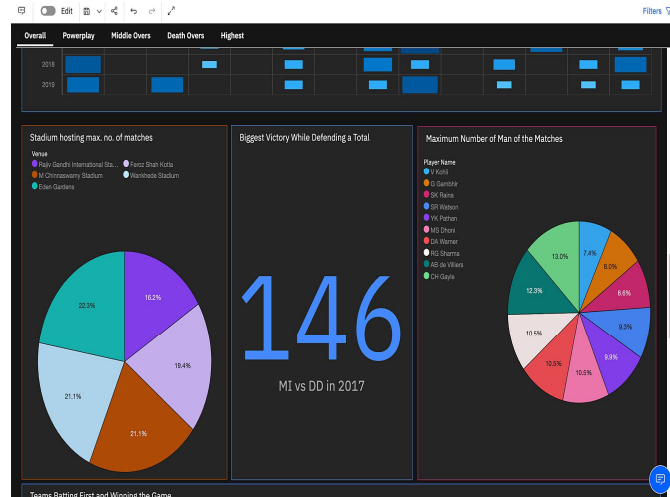 Edit
Filters
Overall Powerplay Middle Overs Death Overs Highest
2018
2019
Stadium hosting max. no. of matches
Venue
Rajiv Gandhi International Sta... Feroz Shah Kotla
M Chinnaswamy Stadium Wankhede Stadium
Eden Gardens
22.3%
16.2%
19.4%
21.1%
21.1%
Biggest Victory While Defending a Total
146
MI vs DD in 2017
Maximum Number of Man of the Matches
Player Name
V Kohli
G Gambhir
SK Raina
SR Watson
YK Pathan
MS Dhoni
DA Warner
RG Sharma
AB de Villiers
CH Gayle
13.0%
7.4%
8.0%
8.6%
9.3%
9.9%
10.5%
10.5%
10.5%
12.3%
Teams Batting First and Winning the Game